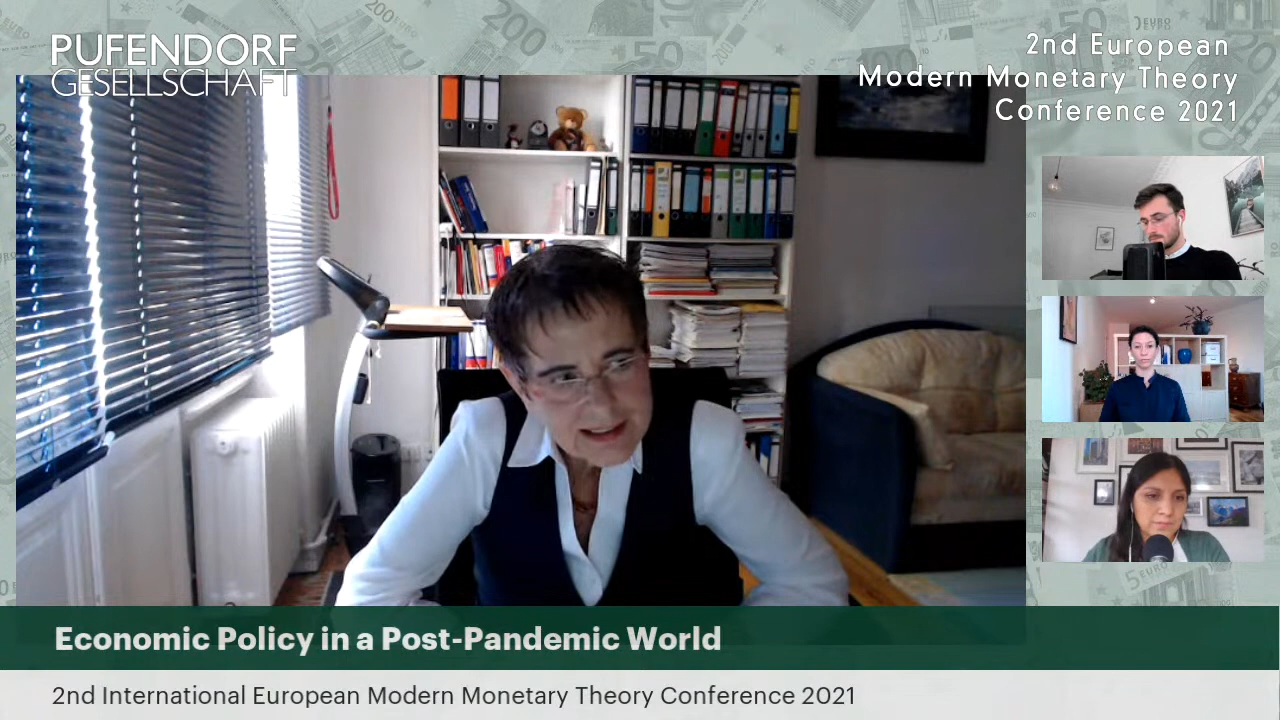 PUFENDORF
GESELLSCHAFT
2nd European
Modern Monetary Theory
Conference 2021
Economic Policy in a Post-Pandemic World
2nd International European Modern Monetary Theory Conference 2021